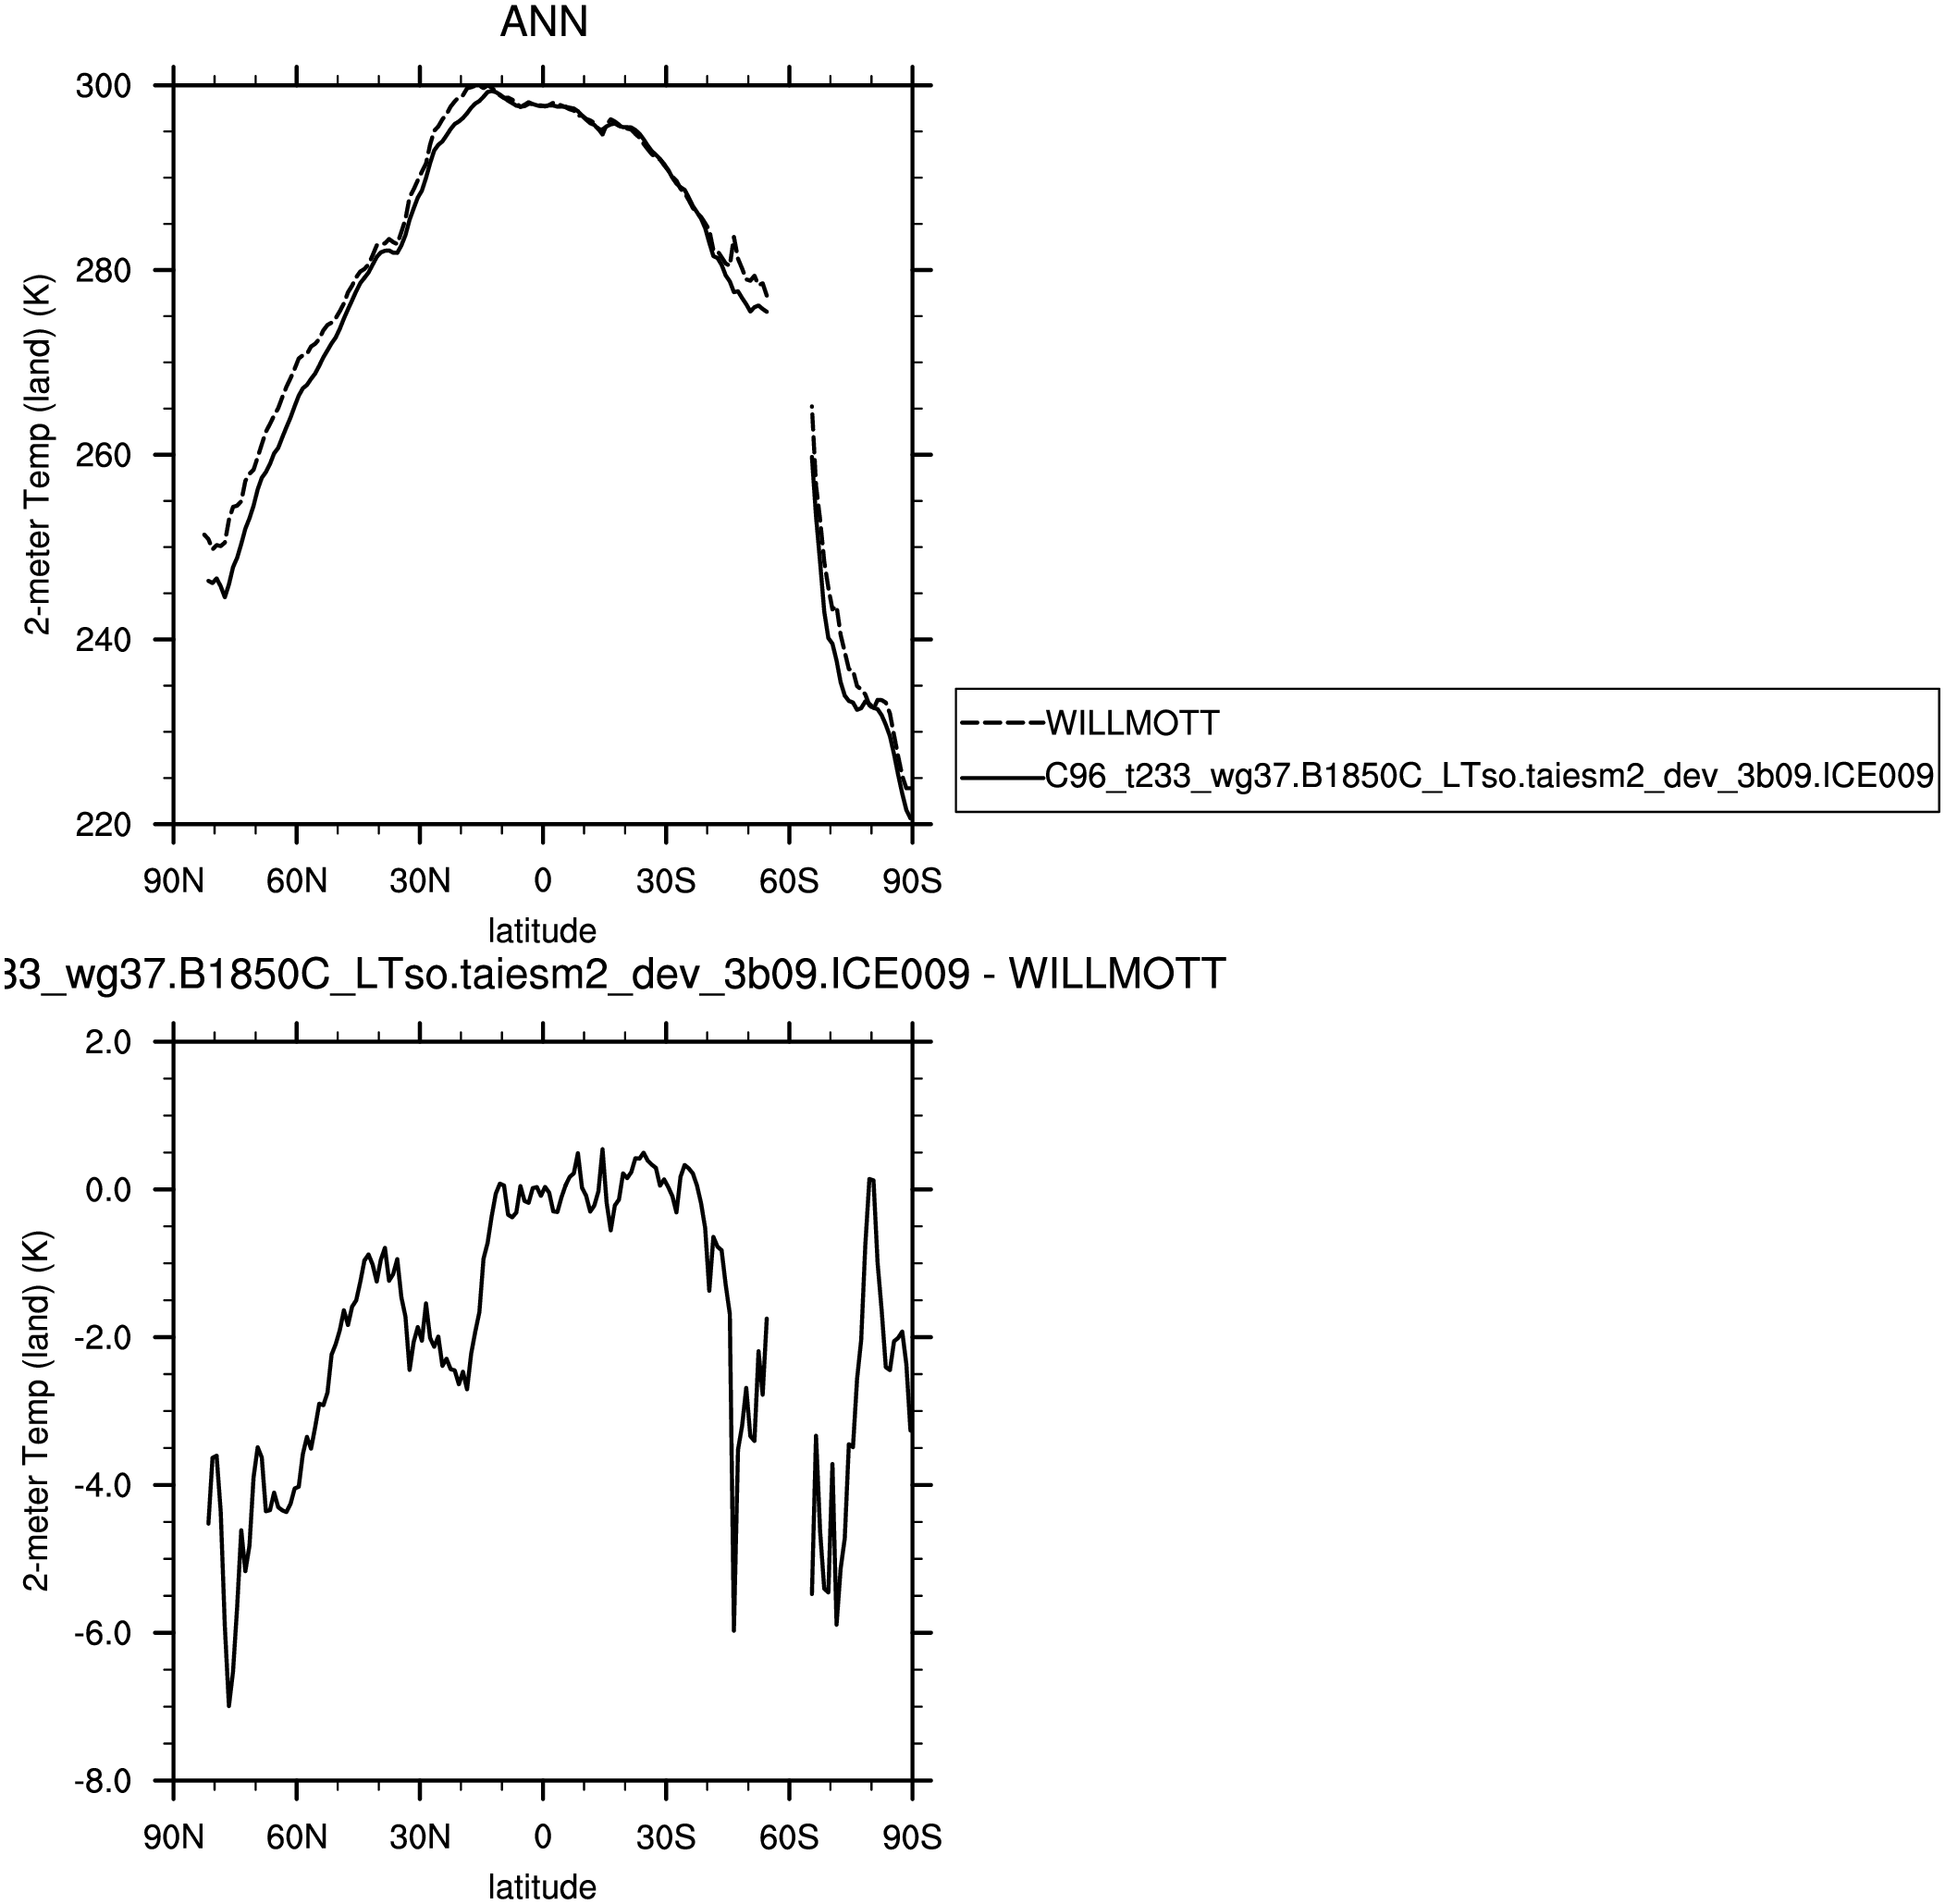 ANN
300
280
260
240
220
2-meter Temp (land) (K)
90N 60N 30N 0 30S 60S 90S
latitude
WILLMOTT
C96_t233_wg37.B1850C_LTso.taiesm2_dev_3b09.ICE009
33_wg37.B1850C_LTso.taiesm2_dev_3b09.ICE009 - WILLMOTT
2.0
0.0
-2.0
-4.0
-6.0
-8.0
2-meter Temp (land) (K)
90N 60N 30N 0 30S 60S 90S
latitude